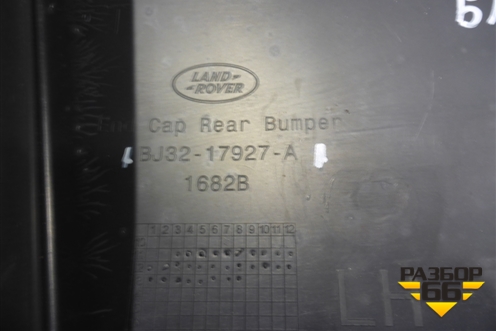 LAND
ROVER
End Cap Rear Bumper
BJ32-17927-A
1682B
1 2 3 4 5 6 7 8 9 10 11 12
LH
РАЗБОР
66